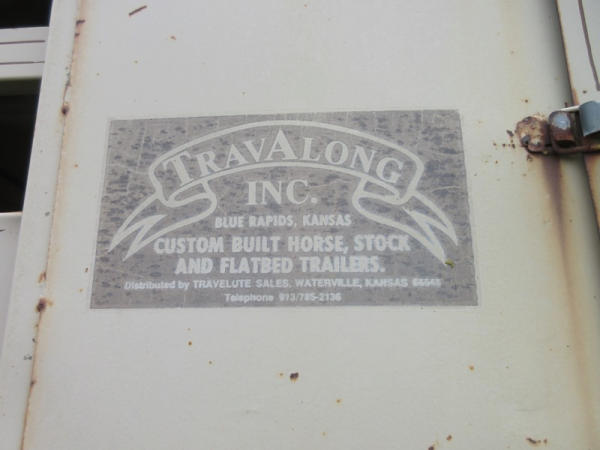 TRAVALONG
INC.
BLUE RAPIDS, KANSAS
CUSTOM BUILT HORSE, STOCK
AND FLATBED TRAILERS.
Distributed by TRAVELUTE SALES, WATERVILLE, KANSAS 66548
Telephone 913/785-2136